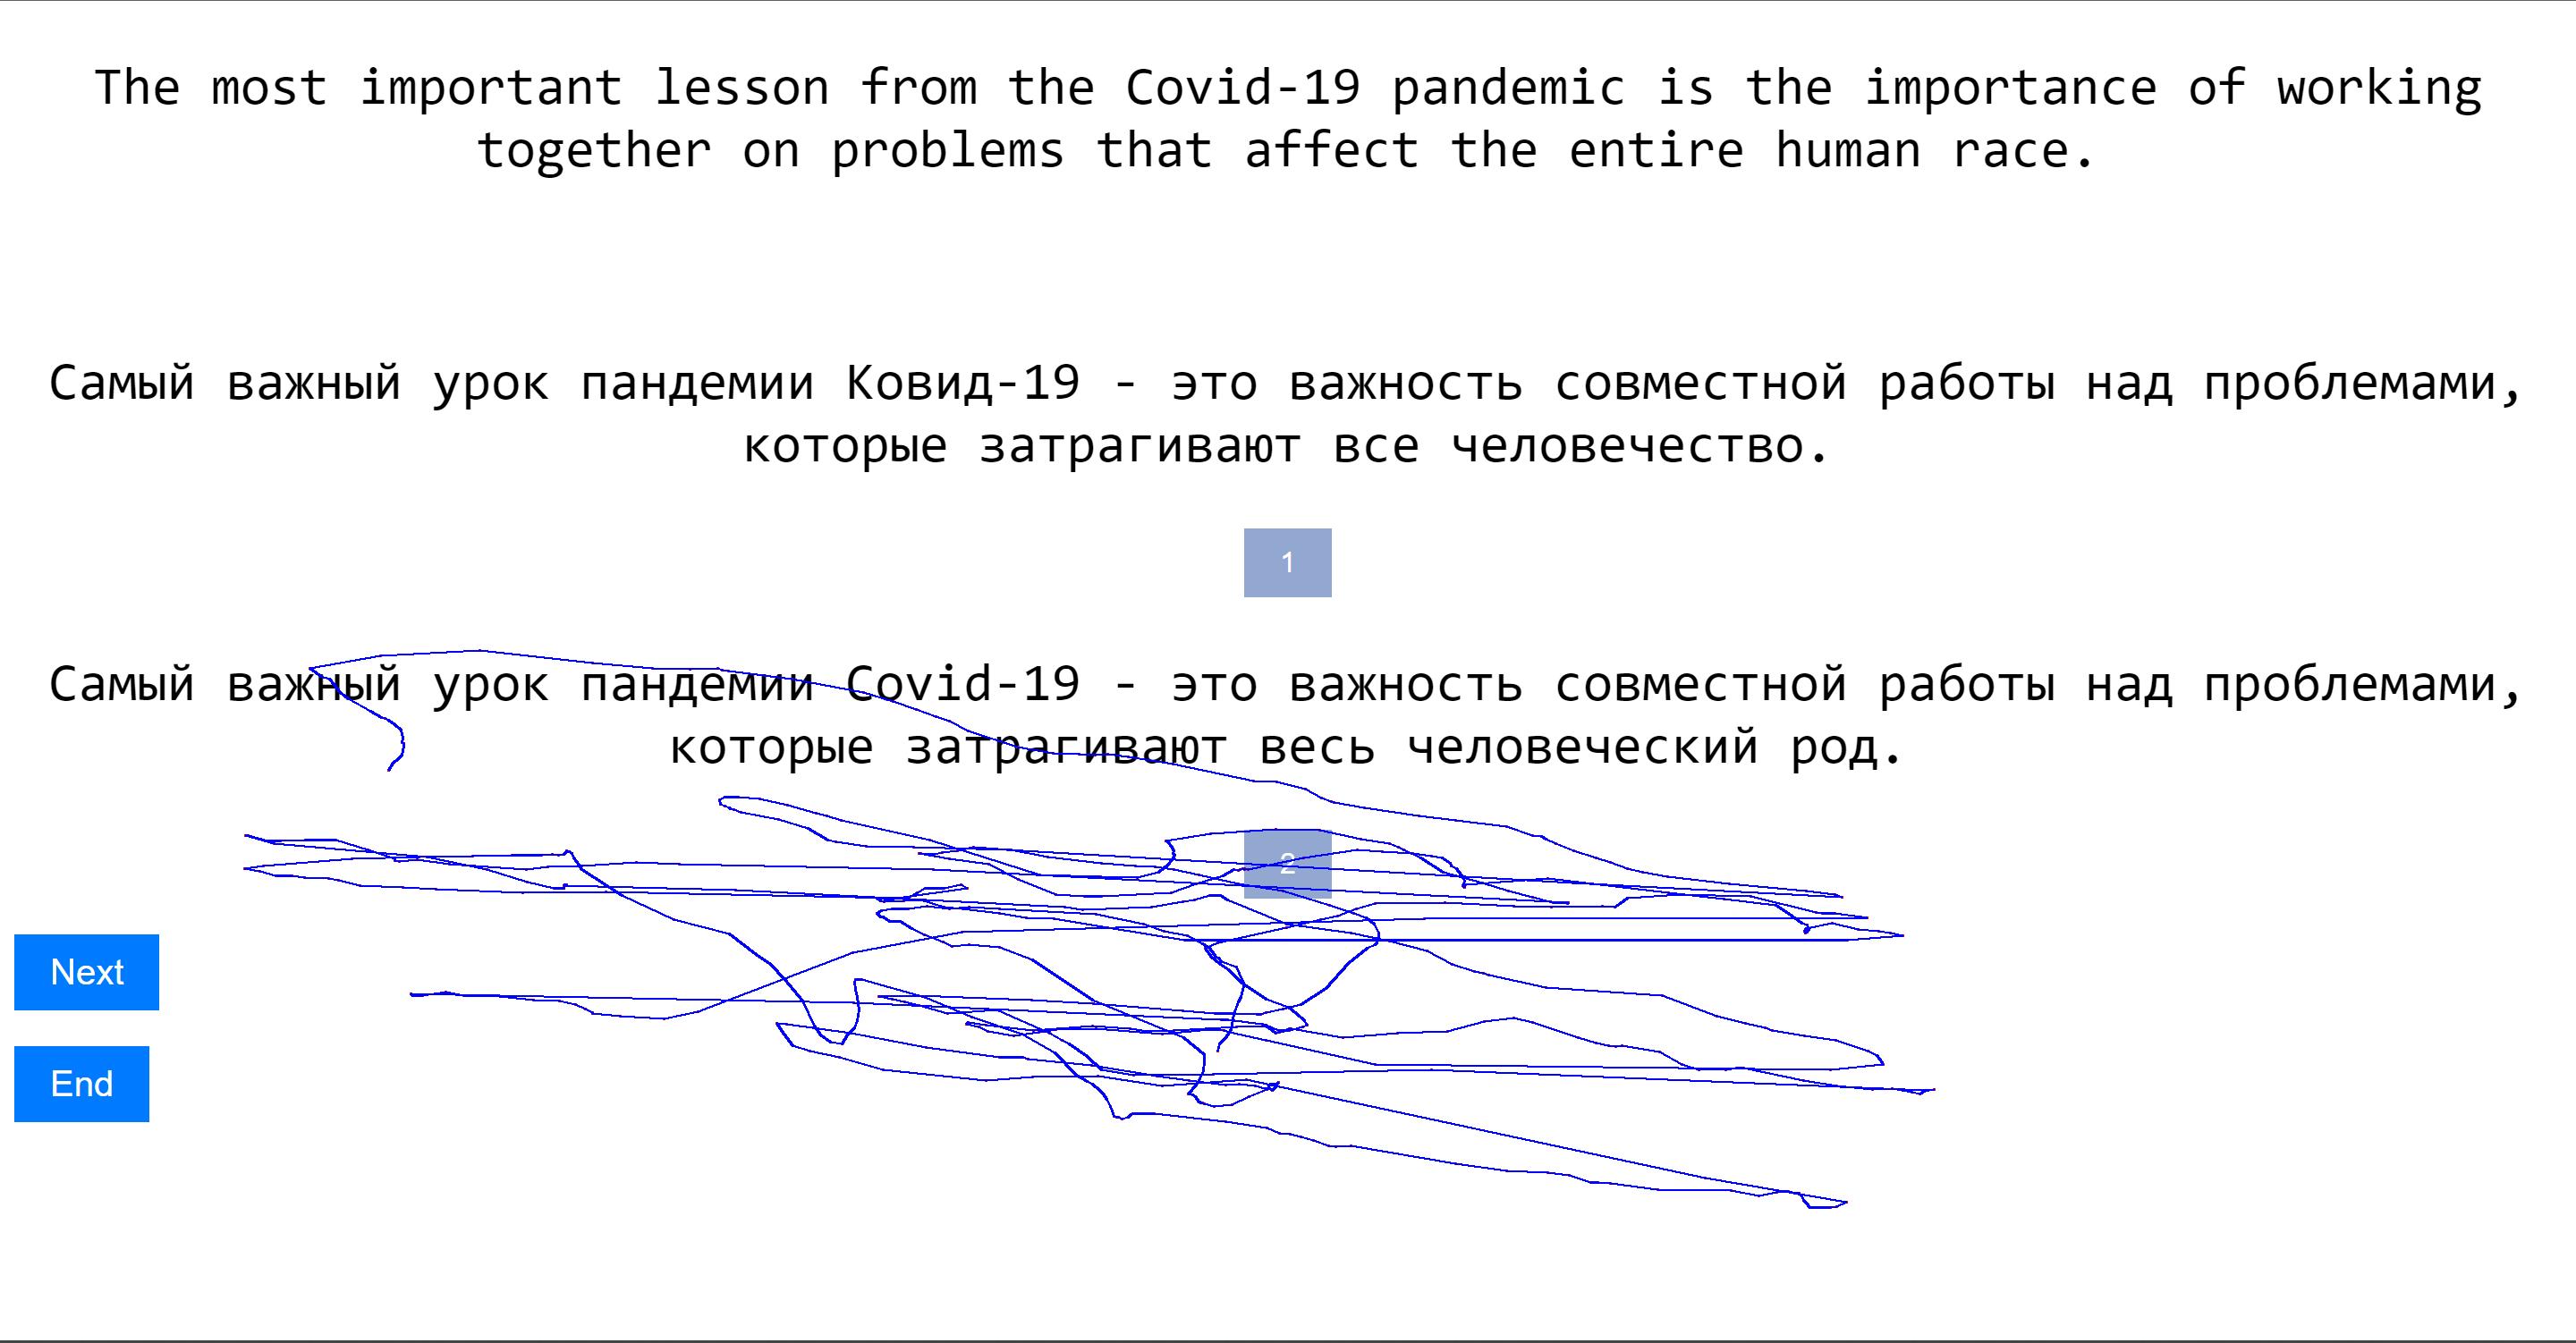 The most important lesson from the Covid-19 pandemic is the importance of working
together on problems that affect the entire human race.
Самый важный урок пандемии Ковид-19 - это важность совместной работы над проблемами,
которые затрагивают все человечество.
1
Самый важный урок пандемии Covid-19 - это важность совместной работы над проблемами,
которые затрагивают весь человеческий род.
2
Next
End